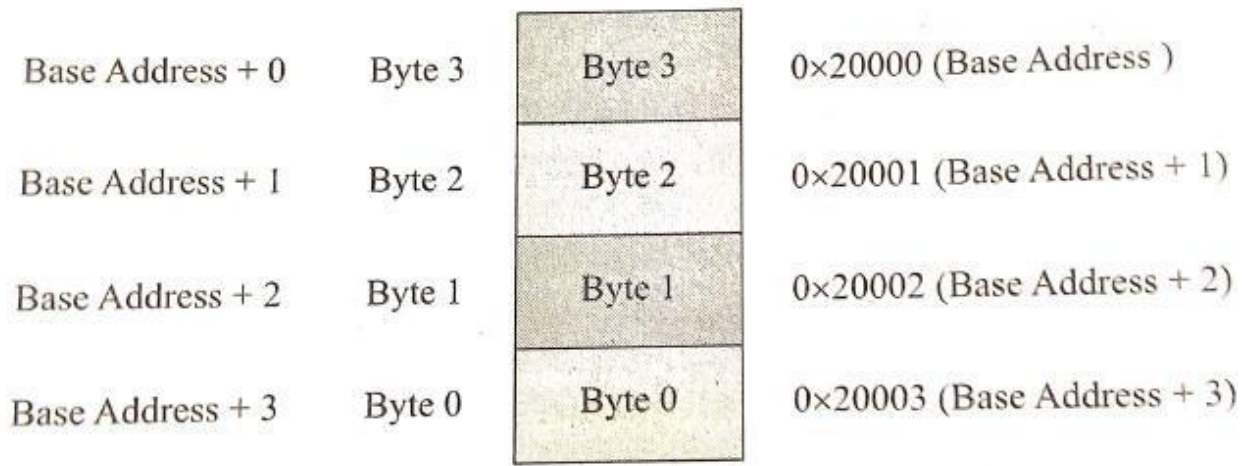 Base Address + 0 Byte 3 Byte 3 0×20000 (Base Address )
Base Address + 1 Byte 2 Byte 2 0×20001 (Base Address + 1)
Base Address + 2 Byte 1 Byte 1 0×20002 (Base Address + 2)
Base Address + 3 Byte 0 Byte 0 0×20003 (Base Address + 3)